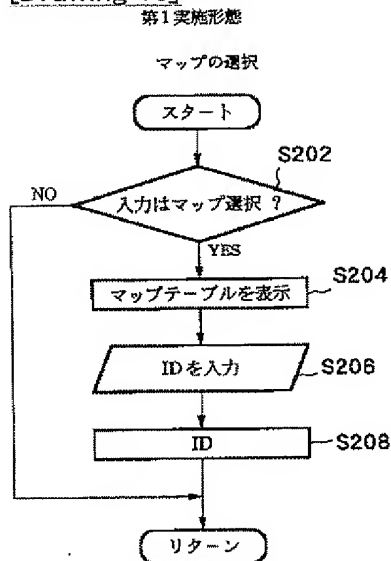 第1実施形態
マップの選択
スタート
S202
入力はマップ選択 ?
NO
YES
マップテーブルを表示
S204
IDを入力
S206
ID
S208
リターン